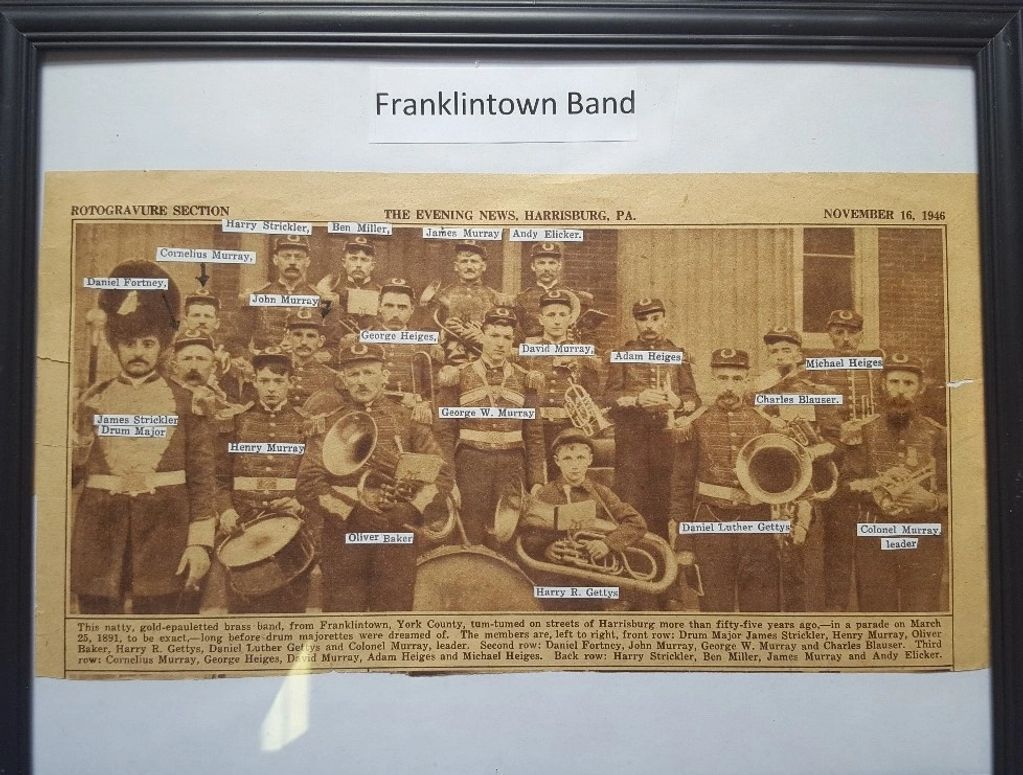 Franklintown Band
ROTOGRAVURE SECTION THE EVENING NEWS, HARRISBURG, PA. NOVEMBER 16, 1946
Harry Strickler, Ben Miller, James Murray Andy Elicker.
Cornelius Murray,
Daniel Fortney,
John Murray
George Heiges,
David Murray,
Adam Heiges
Michael Heiges
Charles Blauser.
George W. Murray
James Strickler
Drum Major
Henry Murray
Oliver Baker
Daniel Luther Gettys
Colonel Murray,
leader
Harry R. Gettys
This natty, gold-epauletted brass band, from Franklintown, York County, tum-tumed on streets of Harrisburg more than fifty-five years ago,—in a parade on March
25, 1891, to be exact,—long before drum majorettes were dreamed of. The members are, left to right, front row: Drum Major James Strickler, Henry Murray, Oliver
Baker, Harry R. Gettys, Daniel Luther Gettys and Colonel Murray, leader. Second row: Daniel Fortney, John Murray, George W. Murray and Charles Blauser. Third
row: Cornelius Murray, George Heiges, David Murray, Adam Heiges and Michael Heiges. Back row: Harry Strickler, Ben Miller, James Murray and Andy Elicker.